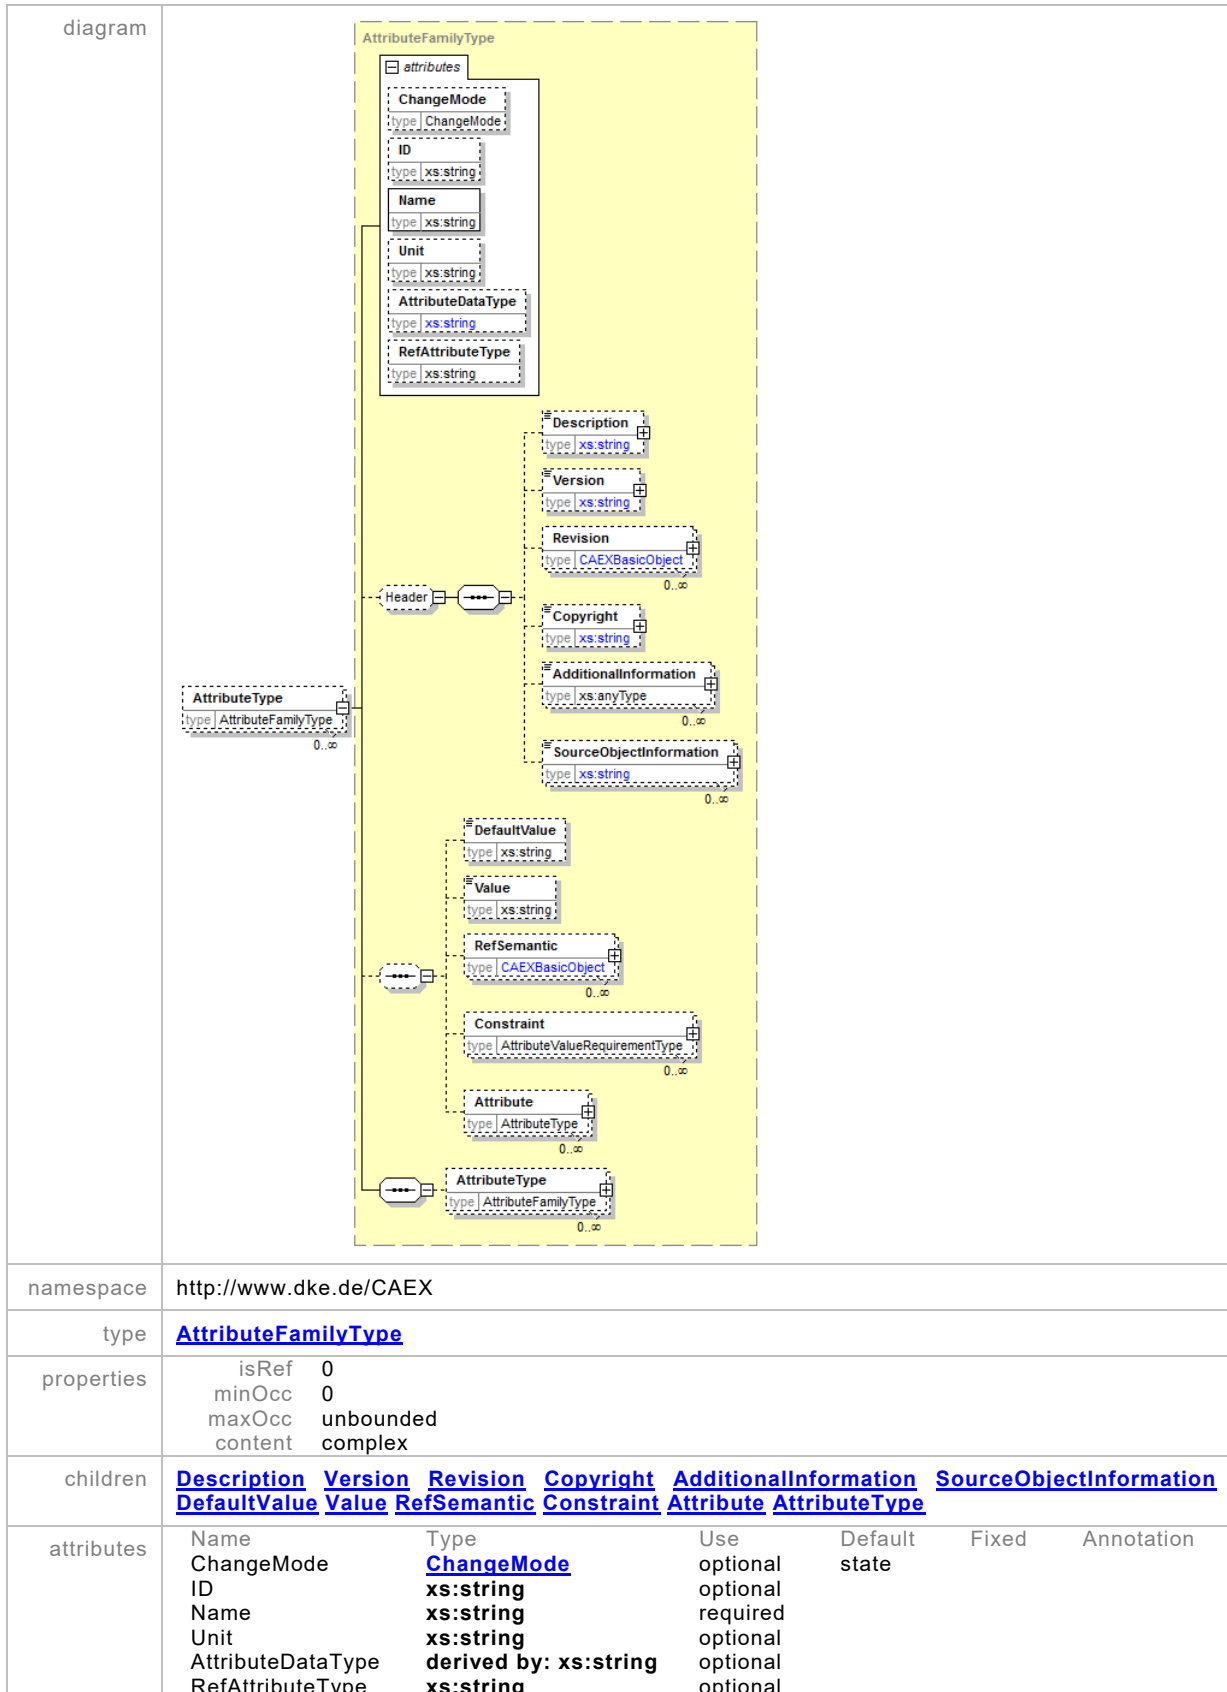 diagram
AttributeFamilyType
attributes
ChangeMode
type ChangeMode
ID
type xs:string
Name
type xs:string
Unit
type xs:string
AttributeDataType
type xs:string
RefAttributeType
type xs:string
Description
type xs:string
Version
type xs:string
Revision
type CAEXBasicObject
0..∞
Header
Copyright
type xs:string
AdditionalInformation
type xs:anyType
0..∞
AttributeType
type AttributeFamilyType
0..∞
SourceObjectInformation
type xs:string
0..∞
DefaultValue
type xs:string
Value
type xs:string
RefSemantic
type CAEXBasicObject
0..∞
Constraint
type AttributeValueRequirementType
0..∞
Attribute
type AttributeType
0..∞
AttributeType
type AttributeFamilyType
0..∞
namespace http://www.dke.de/CAEX
type AttributeFamilyType
properties isRef 0
minOcc 0
maxOcc unbounded
content complex
children Description Version Revision Copyright AdditionalInformation SourceObjectInformation
DefaultValue Value RefSemantic Constraint Attribute AttributeType
attributes Name Type Use Default Fixed Annotation
ChangeMode ChangeMode optional state
ID xs:string optional
Name xs:string required
Unit xs:string optional
AttributeDataType derived by: xs:string optional
RefAttributeType xs:string optional